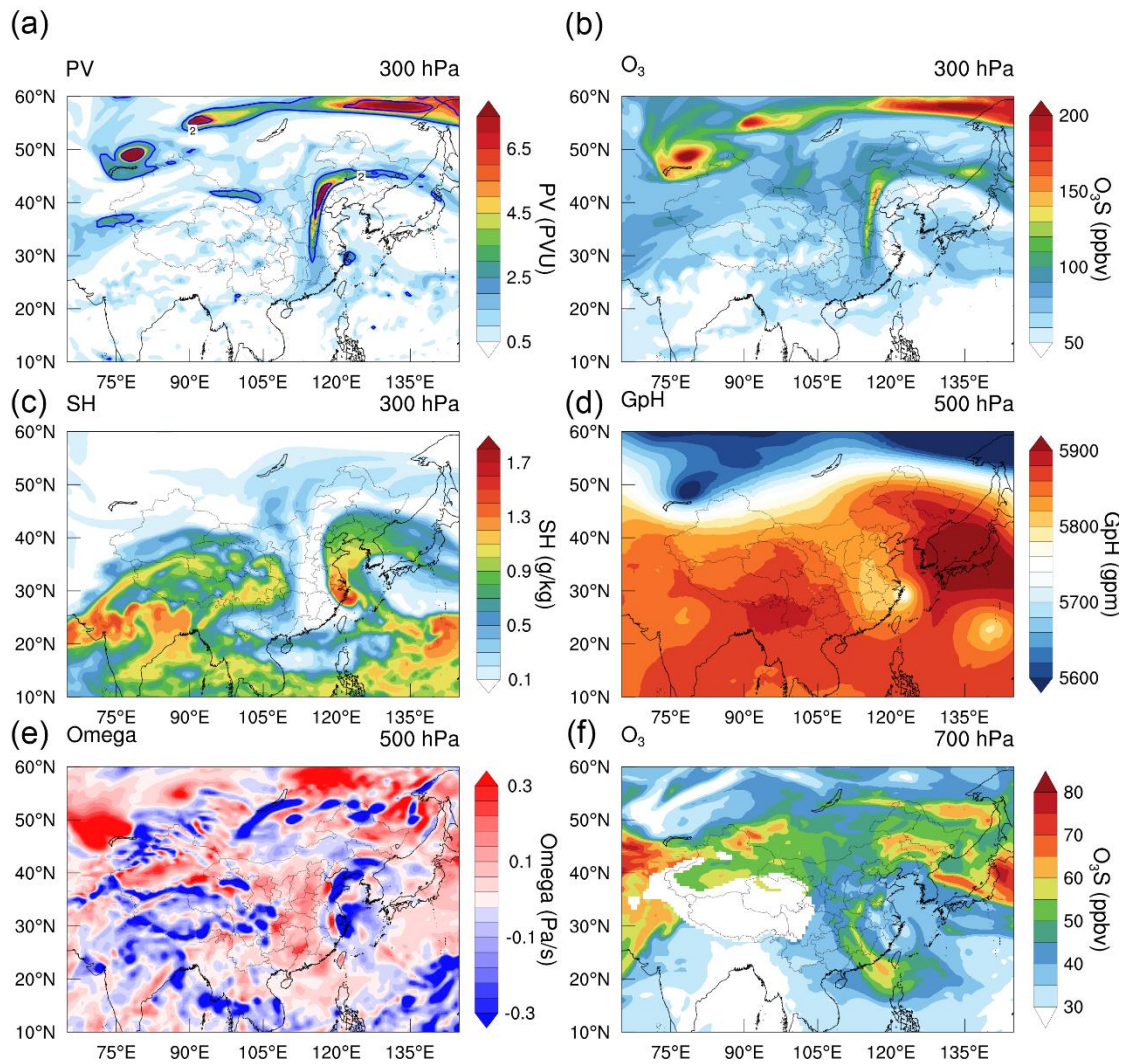 (a)
PV 300 hPa
60°N
50°N
40°N
30°N
20°N
10°N
75°E 90°E 105°E 120°E 135°E
2
2
6.5
4.5
2.5
0.5
PV (PVU)
(b)
O₃ 300 hPa
60°N
50°N
40°N
30°N
20°N
10°N
75°E 90°E 105°E 120°E 135°E
200
150
100
50
O₃S (ppbv)
(c)
SH 300 hPa
60°N
50°N
40°N
30°N
20°N
10°N
75°E 90°E 105°E 120°E 135°E
1.7
1.3
0.9
0.5
0.1
SH (g/kg)
(d)
GpH 500 hPa
60°N
50°N
40°N
30°N
20°N
10°N
75°E 90°E 105°E 120°E 135°E
5900
5800
5700
5600
GpH (gpm)
(e)
Omega 500 hPa
60°N
50°N
40°N
30°N
20°N
10°N
75°E 90°E 105°E 120°E 135°E
0.3
0.1
-0.1
-0.3
Omega (Pa/s)
(f)
O₃ 700 hPa
60°N
50°N
40°N
30°N
20°N
10°N
75°E 90°E 105°E 120°E 135°E
80
70
60
50
40
30
O₃S (ppbv)